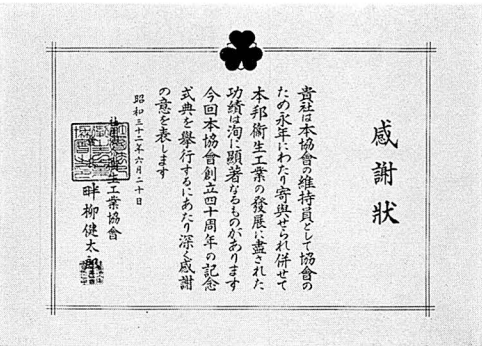 感謝狀
貴社は本協會の維持員として協會の
ため永年にわたり寄與せられ併せて
本邦衛生工業の發展に盡された
功績は洵に顯著なるものがあります
今回本協會創立四十周年の記念
式典を擧行するにあたり深く感謝
の意を表します
昭和三十二年六月二十日
生工業協會
畔柳健太郎